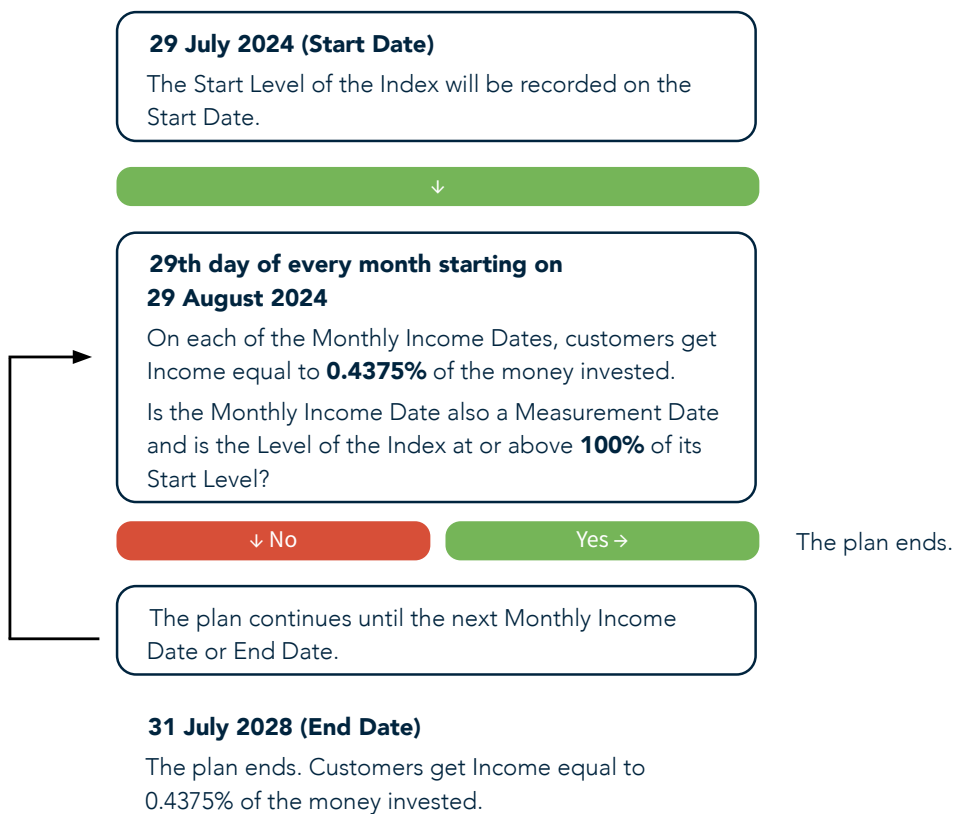 29 July 2024 (Start Date)
The Start Level of the Index will be recorded on the
Start Date.
↓
29th day of every month starting on
29 August 2024
On each of the Monthly Income Dates, customers get
Income equal to 0.4375% of the money invested.
Is the Monthly Income Date also a Measurement Date
and is the Level of the Index at or above 100% of its
Start Level?
↓ No
Yes →
The plan ends.
The plan continues until the next Monthly Income
Date or End Date.
31 July 2028 (End Date)
The plan ends. Customers get Income equal to
0.4375% of the money invested.